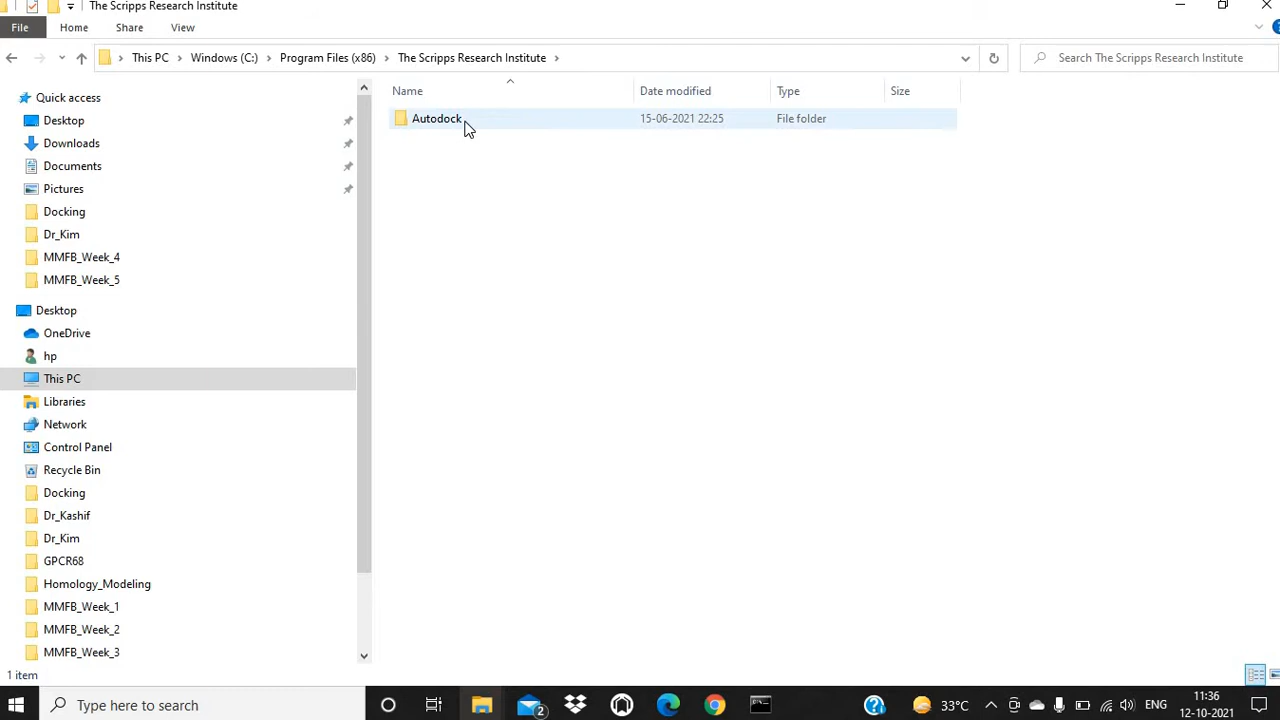 The Scripps Research Institute
File Home Share View
This PC Windows (C:) Program Files (x86) The Scripps Research Institute
Search The Scripps Research Institute
Name Date modified Type Size
Autodock 15-06-2021 22:25 File folder
Quick access
Desktop
Downloads
Documents
Pictures
Docking
Dr_Kim
MMFB_Week_4
MMFB_Week_5
Desktop
OneDrive
hp
This PC
Libraries
Network
Control Panel
Recycle Bin
Docking
Dr_Kashif
Dr_Kim
GPCR68
Homology_Modeling
MMFB_Week_1
MMFB_Week_2
MMFB_Week_3
1 item
Type here to search
2
33°C
ENG
11:36
12-10-2021